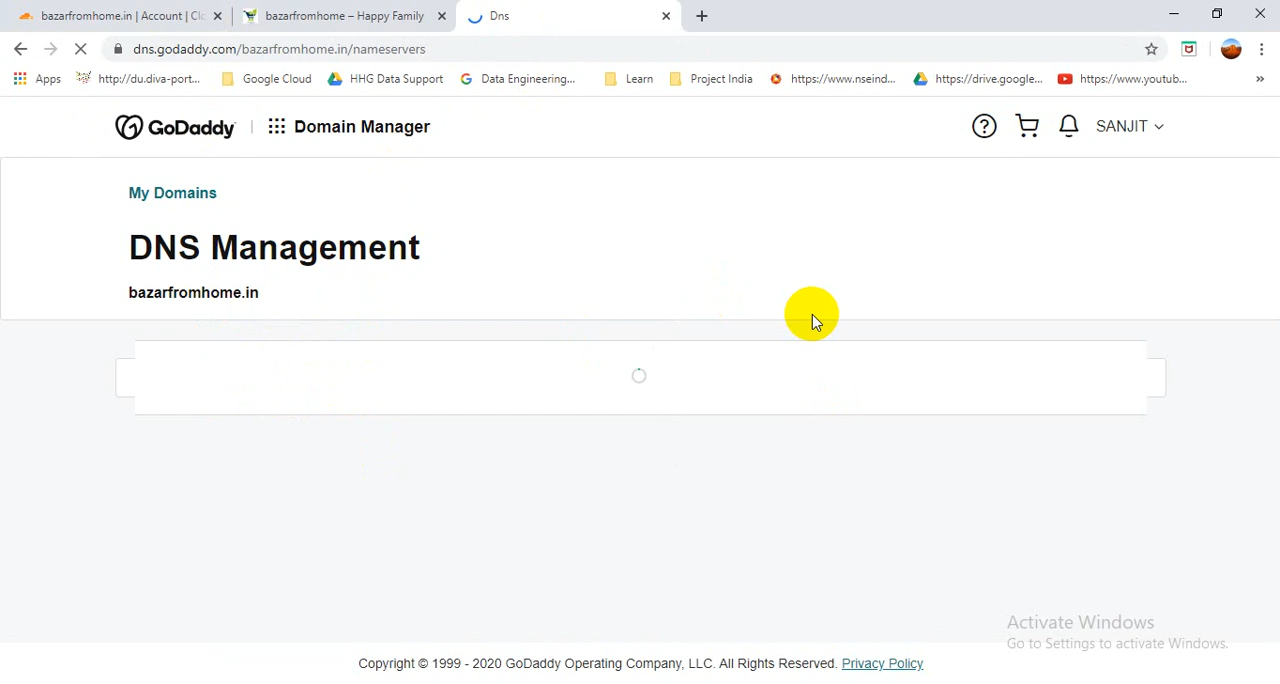 bazarfromhome.in | Account | Clo
bazarfromhome – Happy Family
Dns
dns.godaddy.com/bazarfromhome.in/nameservers
Apps
http://du.diva-port...
Google Cloud
HHG Data Support
Data Engineering...
Learn
Project India
https://www.nseind...
https://drive.google...
https://www.youtub...
»
GoDaddy
Domain Manager
SANJIT
My Domains
DNS Management
bazarfromhome.in
Activate Windows
Go to Settings to activate Windows.
Copyright © 1999 - 2020 GoDaddy Operating Company, LLC. All Rights Reserved. Privacy Policy